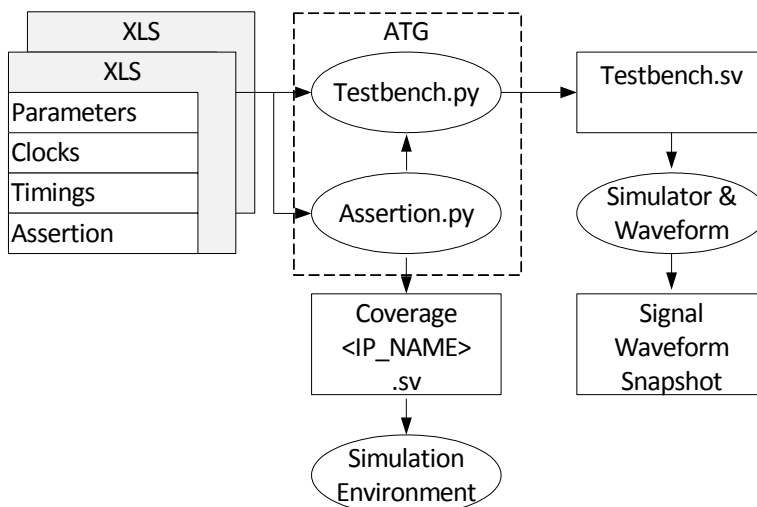 XLS
XLS
Parameters
Clocks
Timings
Assertion
ATG
Testbench.py
Assertion.py
Coverage
<IP_NAME>
.sv
Simulation
Environment
Testbench.sv
Simulator &
Waveform
Signal
Waveform
Snapshot